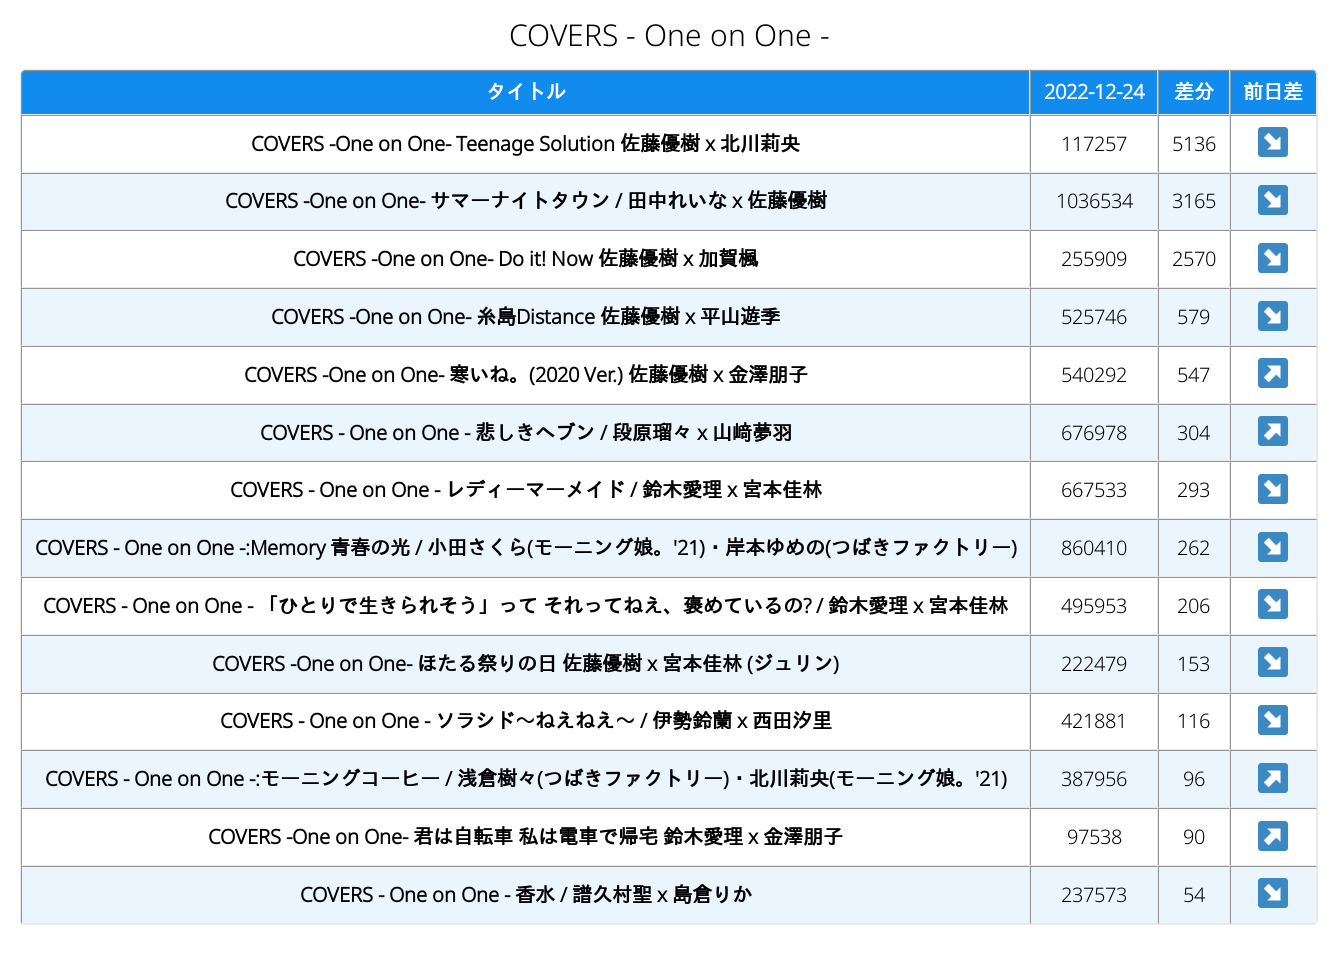 COVERS - One on One -
タイトル 2022-12-24 差分 前日差
COVERS -One on One- Teenage Solution 佐藤優樹 x 北川莉央 117257 5136 ↘
COVERS -One on One- サマーナイトタウン / 田中れいな x 佐藤優樹 1036534 3165 ↘
COVERS -One on One- Do it! Now 佐藤優樹 x 加賀楓 255909 2570 ↘
COVERS -One on One- 糸島Distance 佐藤優樹 x 平山遊季 525746 579 ↘
COVERS -One on One- 寒いね。(2020 Ver.) 佐藤優樹 x 金澤朋子 540292 547 ↗
COVERS - One on One - 悲しきヘブン / 段原瑠々 x 山﨑夢羽 676978 304 ↗
COVERS - One on One - レディーマーメイド / 鈴木愛理 x 宮本佳林 667533 293 ↘
COVERS - One on One -:Memory 青春の光 / 小田さくら(モーニング娘。'21)・岸本ゆめの(つばきファクトリー) 860410 262 ↘
COVERS - One on One - 「ひとりで生きられそう」って それってねえ、褒めているの? / 鈴木愛理 x 宮本佳林 495953 206 ↘
COVERS -One on One- ほたる祭りの日 佐藤優樹 x 宮本佳林 (ジュリン) 222479 153 ↘
COVERS - One on One - ソラシド～ねえねえ～ / 伊勢鈴蘭 x 西田汐里 421881 116 ↘
COVERS - One on One -:モーニングコーヒー / 浅倉樹々(つばきファクトリー)・北川莉央(モーニング娘。'21) 387956 96 ↗
COVERS -One on One- 君は自転車 私は電車で帰宅 鈴木愛理 x 金澤朋子 97538 90 ↗
COVERS - One on One - 香水 / 譜久村聖 x 島倉りか 237573 54 ↘